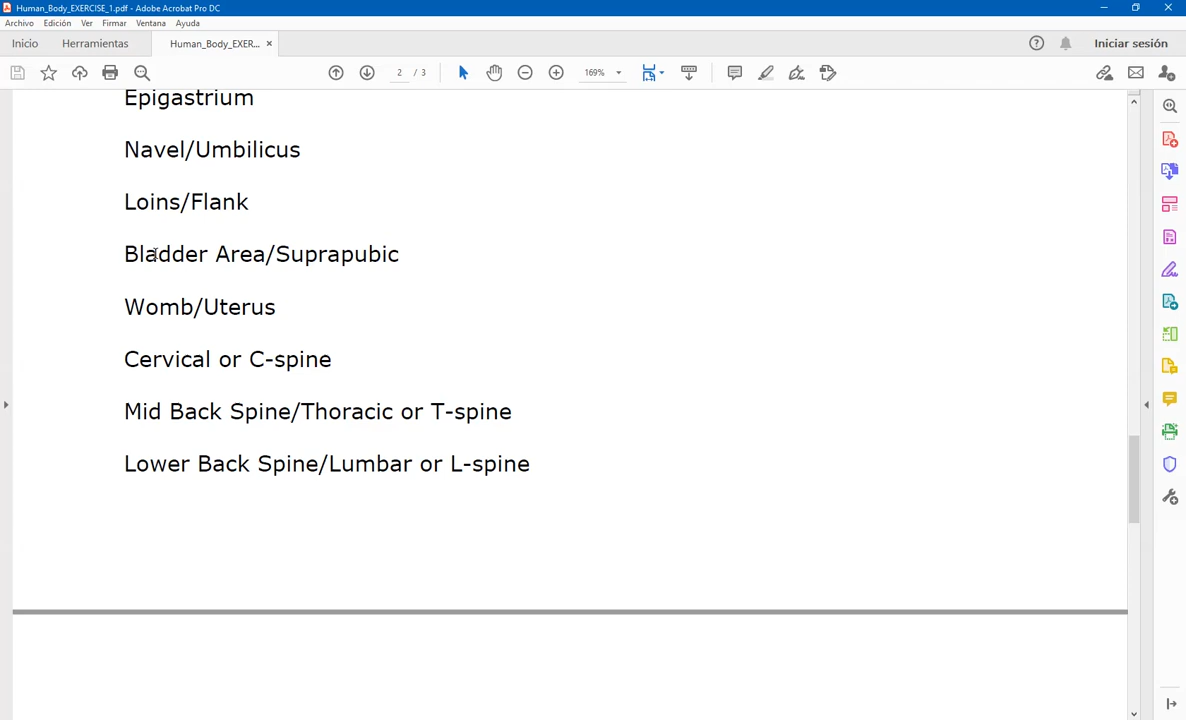 Human_Body_EXERCISE_1.pdf - Adobe Acrobat Pro DC
Archivo Edición Ver Firmar Ventana Ayuda
Inicio Herramientas Human_Body_EXER... × Iniciar sesión
2 / 3 169%
Epigastrium
Navel/Umbilicus
Loins/Flank
Bladder Area/Suprapubic
Womb/Uterus
Cervical or C-spine
Mid Back Spine/Thoracic or T-spine
Lower Back Spine/Lumbar or L-spine